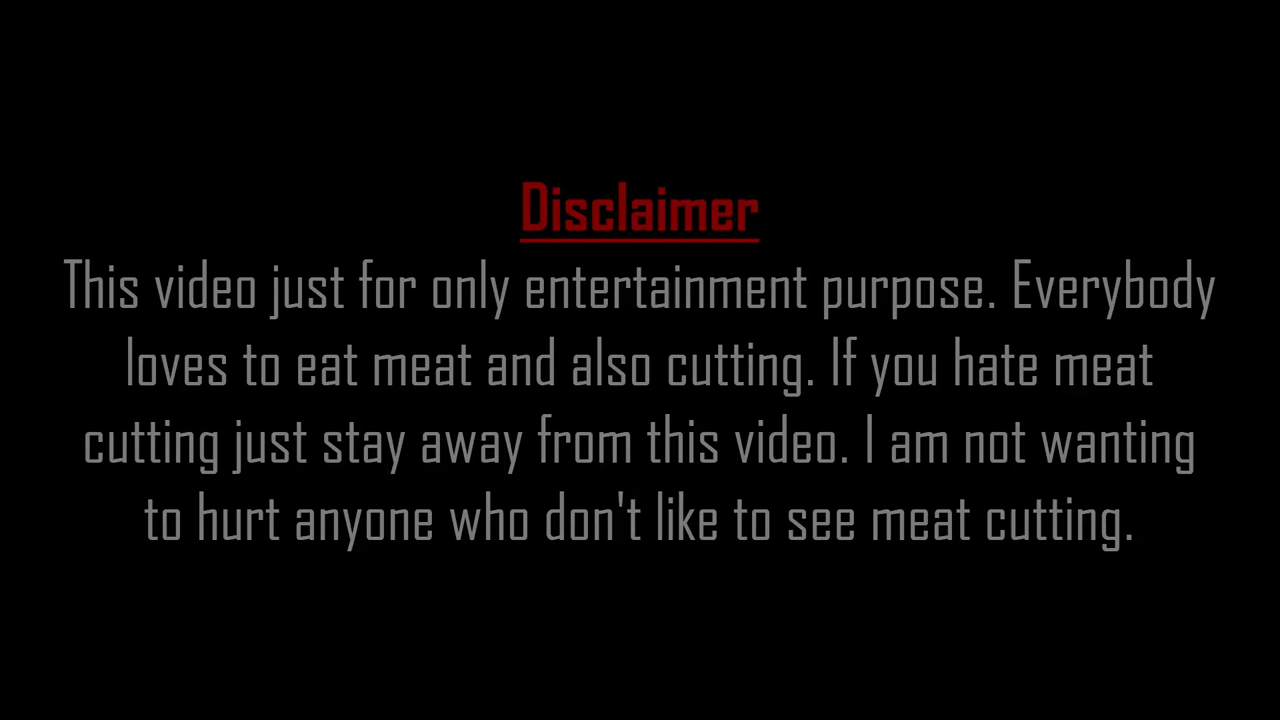 Disclaimer
This video just for only entertainment purpose. Everybody
loves to eat meat and also cutting. If you hate meat
cutting just stay away from this video. I am not wanting
to hurt anyone who don't like to see meat cutting.